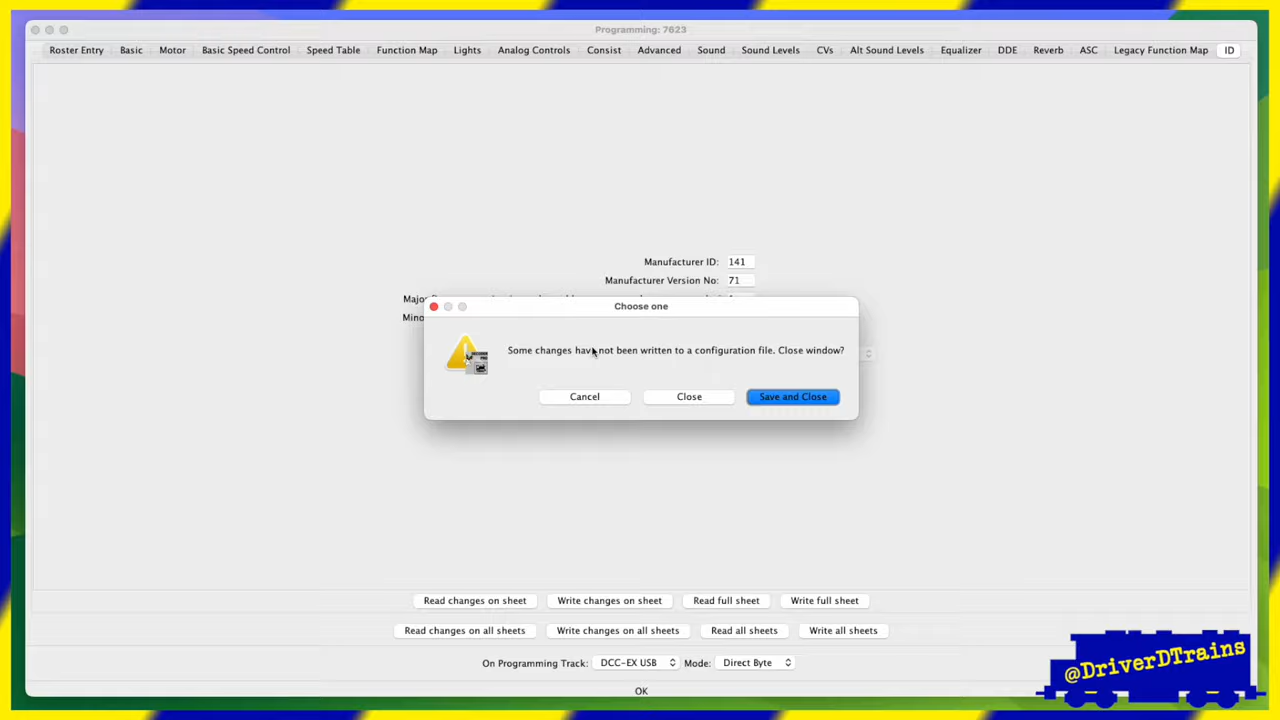 Programming: 7623
Roster Entry Basic Motor Basic Speed Control Speed Table Function Map Lights Analog Controls Consist Advanced Sound Sound Levels CVs Alt Sound Levels Equalizer DDE Reverb ASC Legacy Function Map ID
Manufacturer ID: 141
Manufacturer Version No: 71
Choose one
Some changes have not been written to a configuration file. Close window?
Cancel Close Save and Close
Read changes on sheet Write changes on sheet Read full sheet Write full sheet
Read changes on all sheets Write changes on all sheets Read all sheets Write all sheets
On Programming Track: DCC-EX USB Mode: Direct Byte
OK
@DriverDTrains